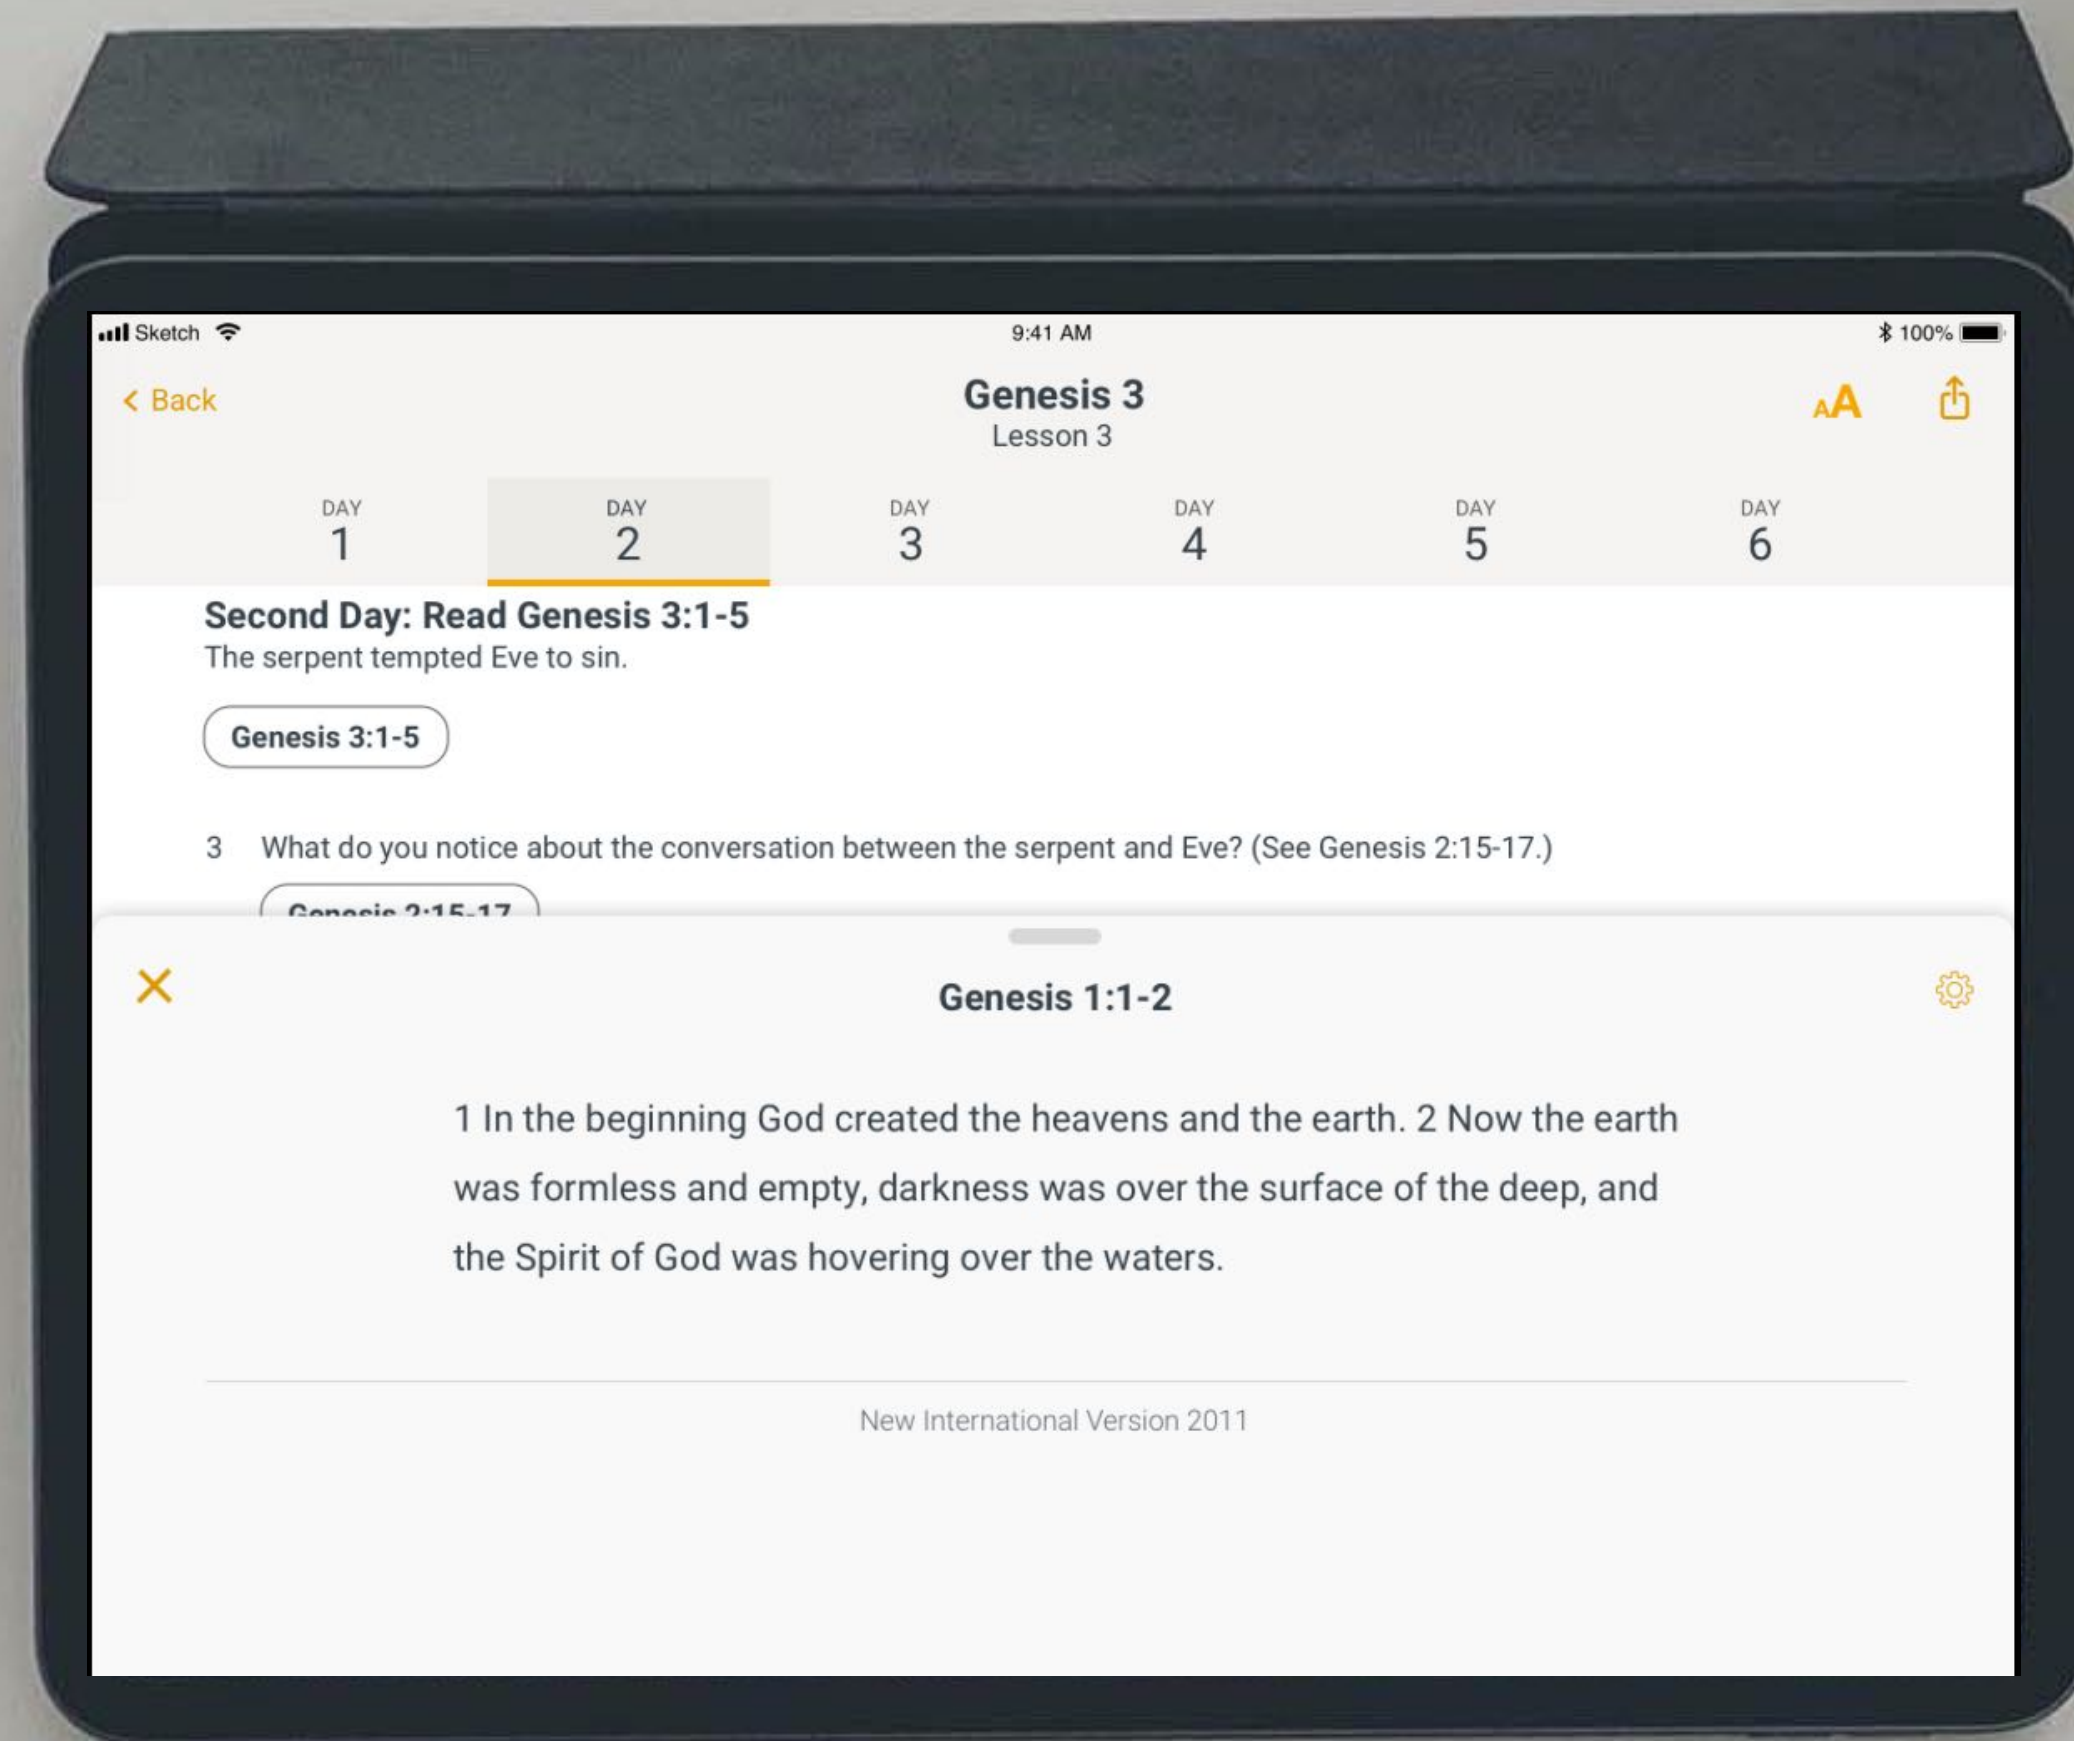 Sketch 9:41 AM 100%
< Back Genesis 3 AA
Lesson 3
DAY DAY DAY DAY DAY DAY
1 2 3 4 5 6
Second Day: Read Genesis 3:1-5
The serpent tempted Eve to sin.
Genesis 3:1-5
3 What do you notice about the conversation between the serpent and Eve? (See Genesis 2:15-17.)
Genesis 2:15-17
Genesis 1:1-2
1 In the beginning God created the heavens and the earth. 2 Now the earth
was formless and empty, darkness was over the surface of the deep, and
the Spirit of God was hovering over the waters.
New International Version 2011